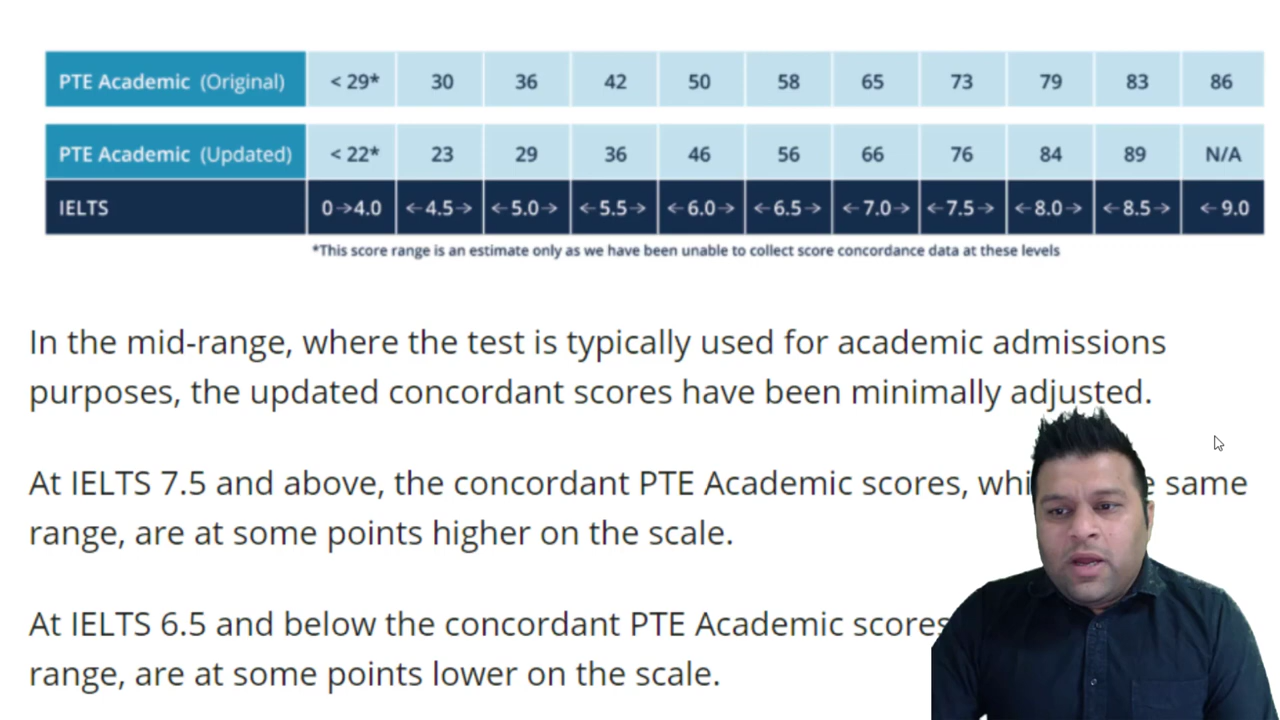 PTE Academic (Original) < 29* 30 36 42 50 58 65 73 79 83 86
PTE Academic (Updated) < 22* 23 29 36 46 56 66 76 84 89 N/A
IELTS 0→4.0 ←4.5→ ←5.0→ ←5.5→ ←6.0→ ←6.5→ ←7.0→ ←7.5→ ←8.0→ ←8.5→ ←9.0
*This score range is an estimate only as we have been unable to collect score concordance data at these levels
In the mid-range, where the test is typically used for academic admissions
purposes, the updated concordant scores have been minimally adjusted.
At IELTS 7.5 and above, the concordant PTE Academic scores, same
range, are at some points higher on the scale.
At IELTS 6.5 and below the concordant PTE Academic scores
range, are at some points lower on the scale.